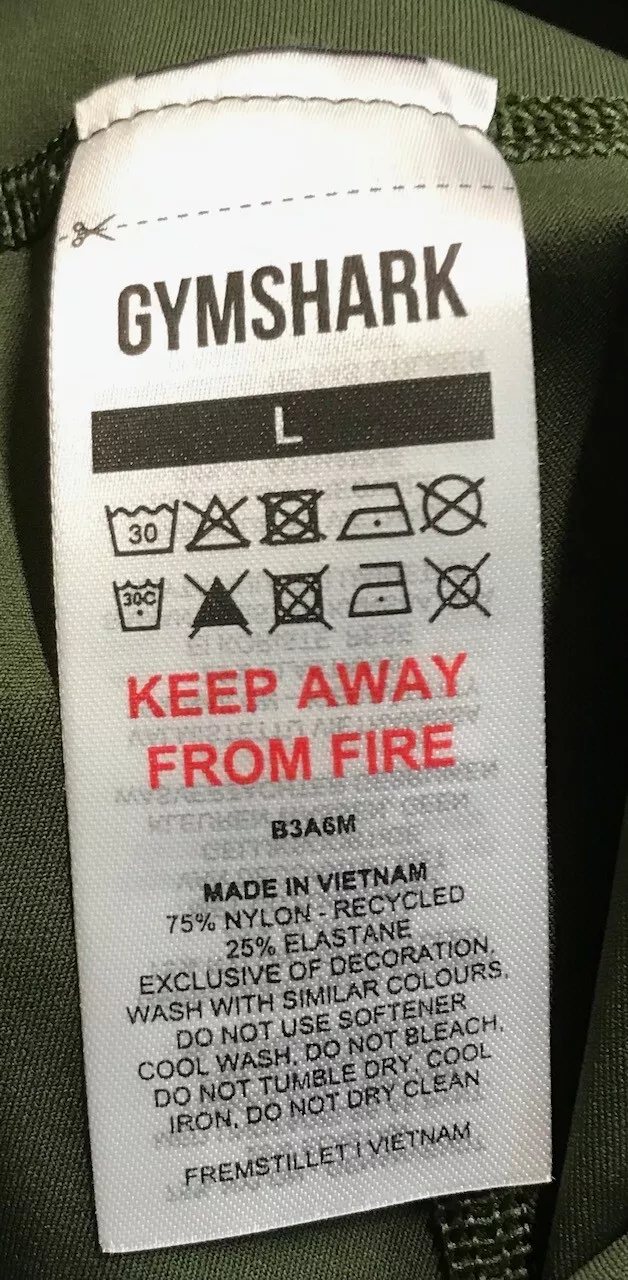 GYMSHARK
L
30
30C
KEEP AWAY
FROM FIRE
B3A6M
MADE IN VIETNAM
75% NYLON - RECYCLED
25% ELASTANE
EXCLUSIVE OF DECORATION.
WASH WITH SIMILAR COLOURS.
DO NOT USE SOFTENER
COOL WASH, DO NOT BLEACH,
DO NOT TUMBLE DRY, COOL
IRON, DO NOT DRY CLEAN
FREMSTILLET I VIETNAM